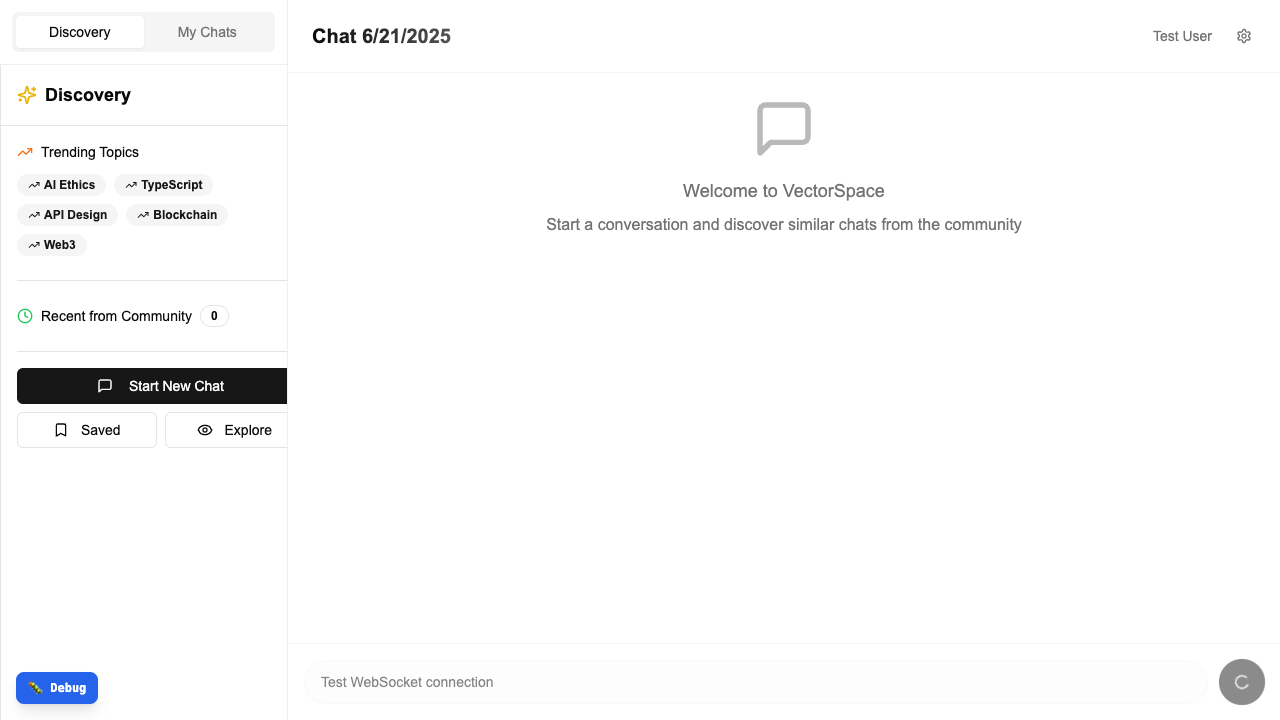 Discovery
My Chats
Chat 6/21/2025
Test User
Discovery
Trending Topics
AI Ethics
TypeScript
API Design
Blockchain
Web3
Recent from Community 0
Start New Chat
Saved
Explore
Welcome to VectorSpace
Start a conversation and discover similar chats from the community
Debug
Test WebSocket connection